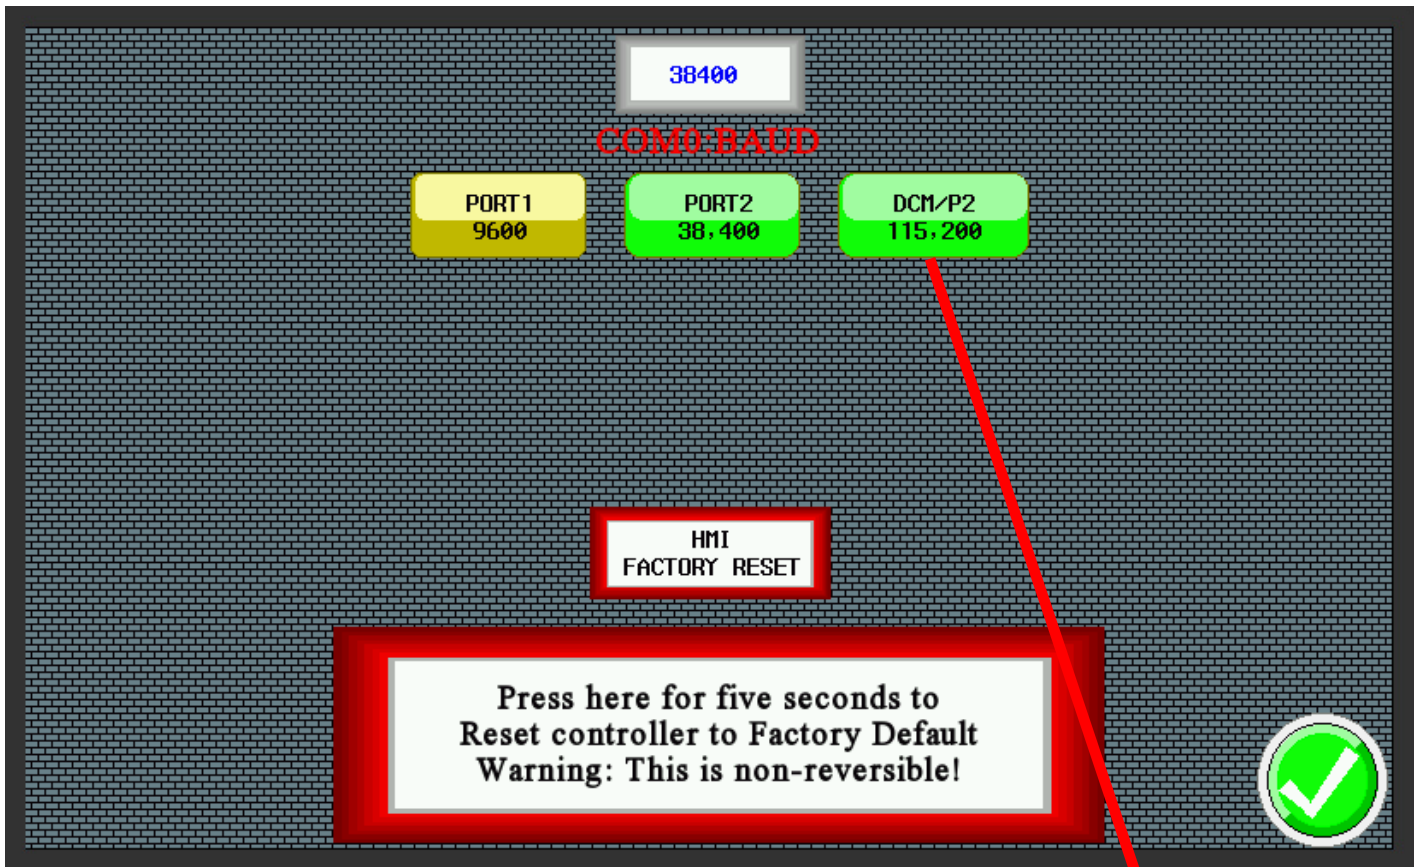 38400
COM0:BAUD
PORT1
9600
PORT2
38,400
DCM/P2
115,200
HMI
FACTORY RESET
Press here for five seconds to
Reset controller to Factory Default
Warning: This is non-reversible!